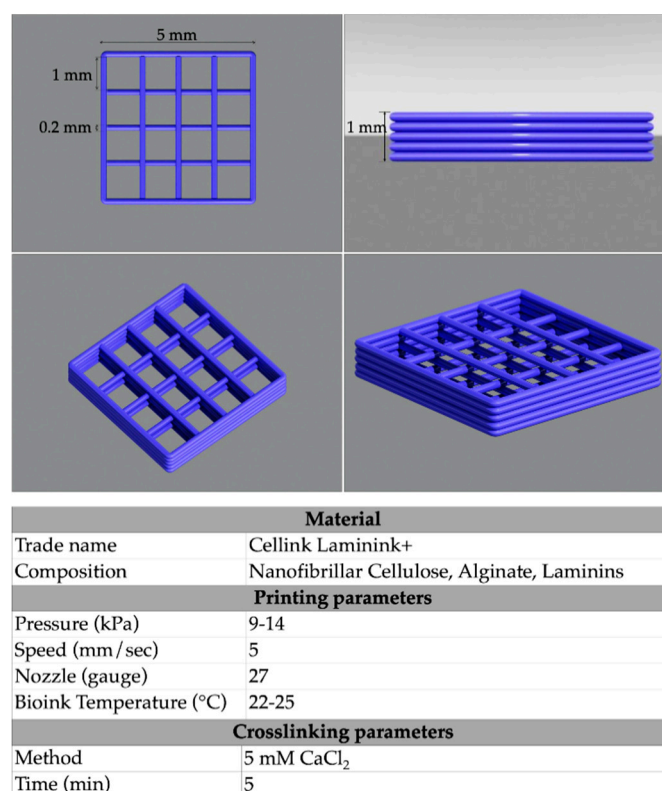 5 mm
1 mm
0.2 mm
1 mm
Material
Trade name Cellink Laminink+
Composition Nanofibrillar Cellulose, Alginate, Laminins
Printing parameters
Pressure (kPa) 9-14
Speed (mm/sec) 5
Nozzle (gauge) 27
Bioink Temperature (°C) 22-25
Crosslinking parameters
Method 5 mM CaCl₂
Time (min) 5